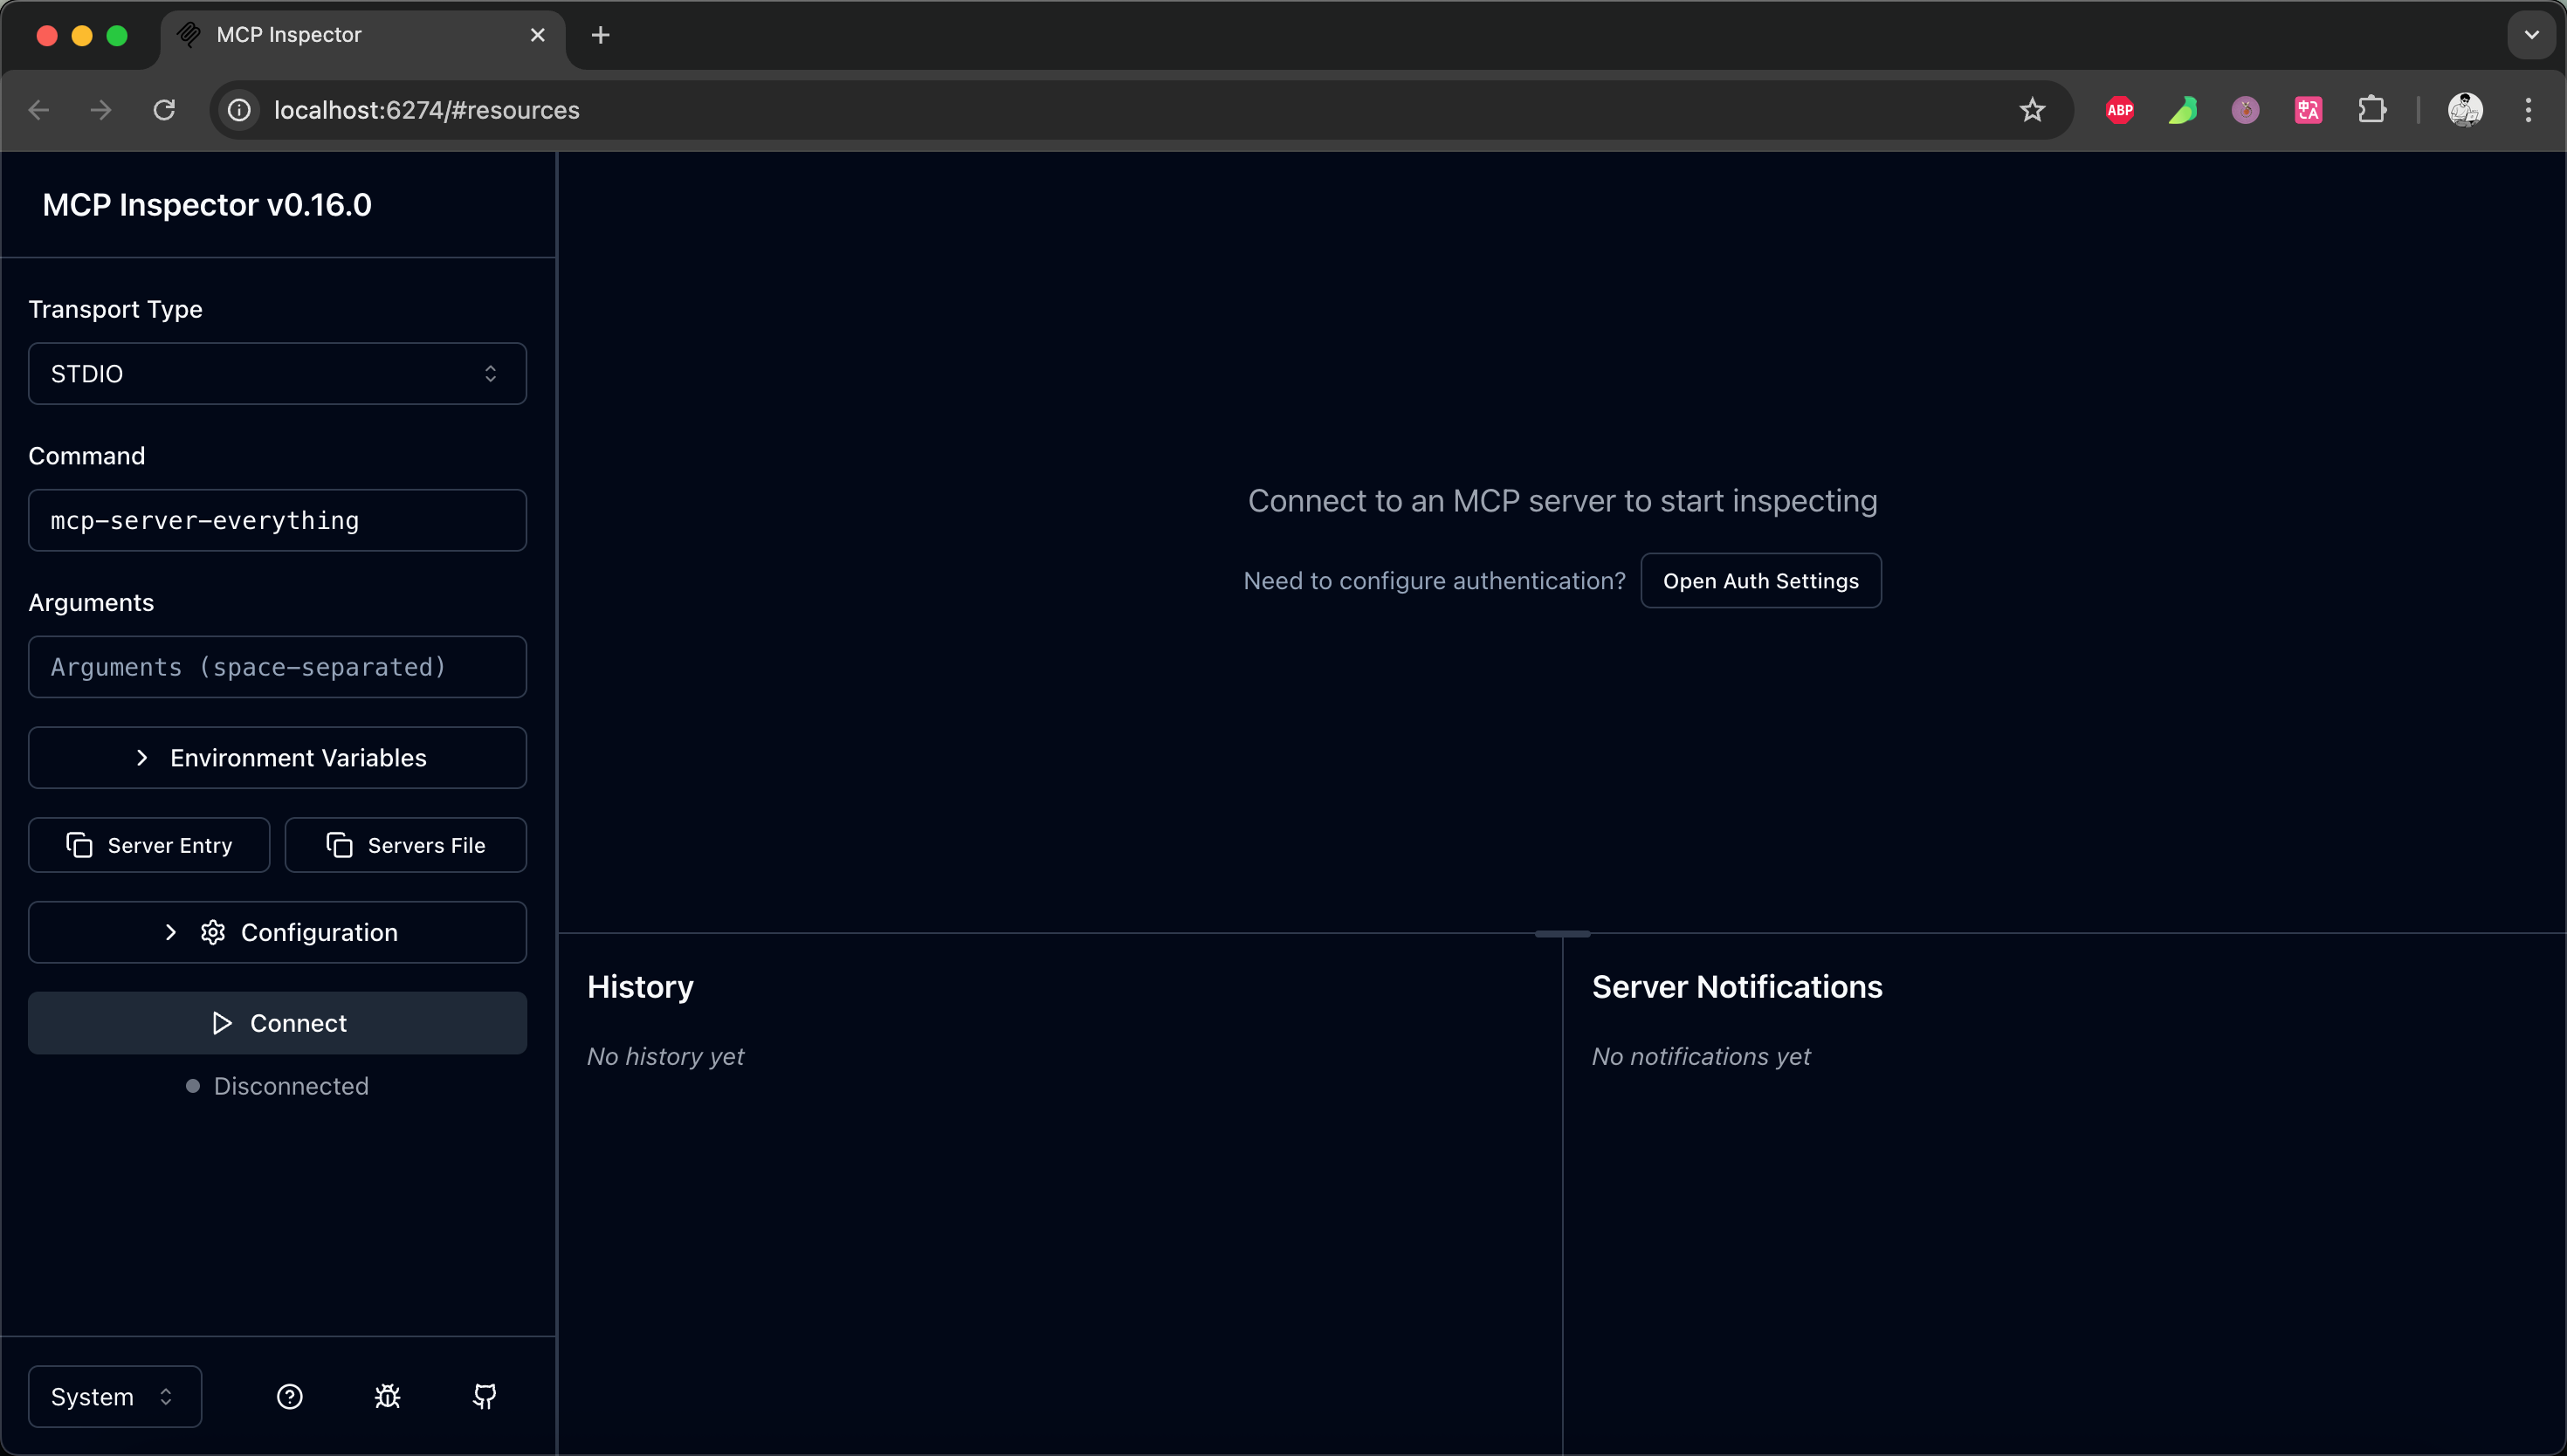 MCP Inspector
localhost:6274/#resources
ABP
中A
MCP Inspector v0.16.0
Transport Type
STDIO
Command
mcp-server-everything
Arguments
Arguments (space-separated)
Environment Variables
Server Entry
Servers File
Configuration
Connect
Disconnected
System
Connect to an MCP server to start inspecting
Need to configure authentication? Open Auth Settings
History
No history yet
Server Notifications
No notifications yet